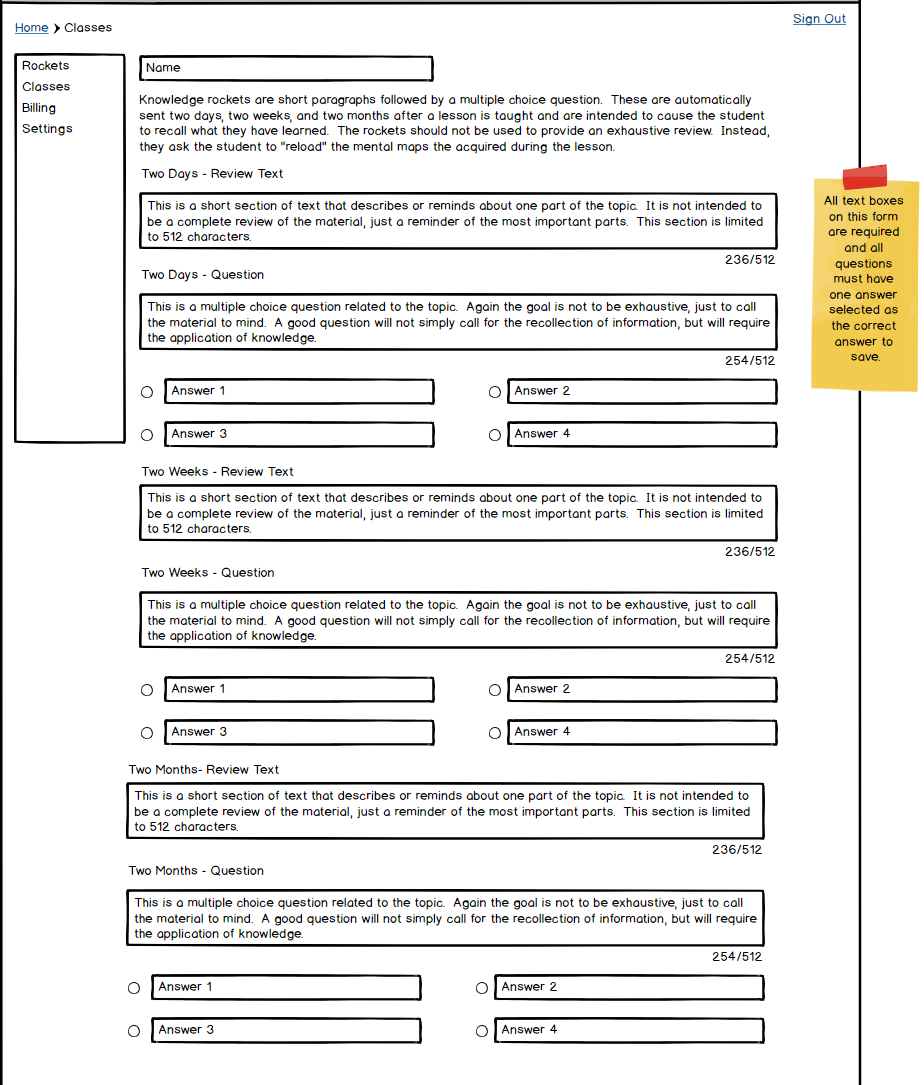 Home > Classes
Sign Out
Rockets
Classes
Billing
Settings
Name
Knowledge rockets are short paragraphs followed by a multiple choice question. These are automatically
sent two days, two weeks, and two months after a lesson is taught and are intended to cause the student
to recall what they have learned. The rockets should not be used to provide an exhaustive review. Instead,
they ask the student to "reload" the mental maps the acquired during the lesson.
Two Days - Review Text
This is a short section of text that describes or reminds about one part of the topic. It is not intended to
be a complete review of the material, just a reminder of the most important parts. This section is limited
to 512 characters.
236/512
Two Days - Question
This is a multiple choice question related to the topic. Again the goal is not to be exhaustive, just to call
the material to mind. A good question will not simply call for the recollection of information, but will require
the application of knowledge.
254/512
Answer 1
Answer 2
Answer 3
Answer 4
Two Weeks - Review Text
This is a short section of text that describes or reminds about one part of the topic. It is not intended to
be a complete review of the material, just a reminder of the most important parts. This section is limited
to 512 characters.
236/512
Two Weeks - Question
This is a multiple choice question related to the topic. Again the goal is not to be exhaustive, just to call
the material to mind. A good question will not simply call for the recollection of information, but will require
the application of knowledge.
254/512
Answer 1
Answer 2
Answer 3
Answer 4
Two Months- Review Text
This is a short section of text that describes or reminds about one part of the topic. It is not intended to
be a complete review of the material, just a reminder of the most important parts. This section is limited
to 512 characters.
236/512
Two Months - Question
This is a multiple choice question related to the topic. Again the goal is not to be exhaustive, just to call
the material to mind. A good question will not simply call for the recollection of information, but will require
the application of knowledge.
254/512
Answer 1
Answer 2
Answer 3
Answer 4
All text boxes
on this form
are required
and all
questions
must have
one answer
selected as
the correct
answer to
save.